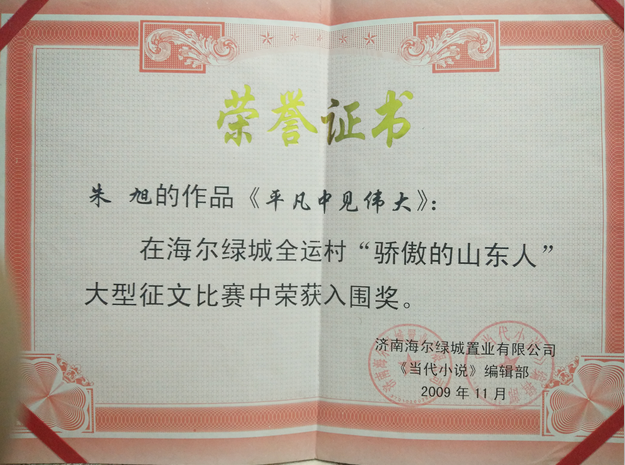 荣誉证书
朱旭的作品《平凡中见伟大》：
在海尔绿城全运村“骄傲的山东人”
大型征文比赛中荣获入围奖。
济南海尔绿城置业有限公司
《当代小说》编辑部
2009年11月